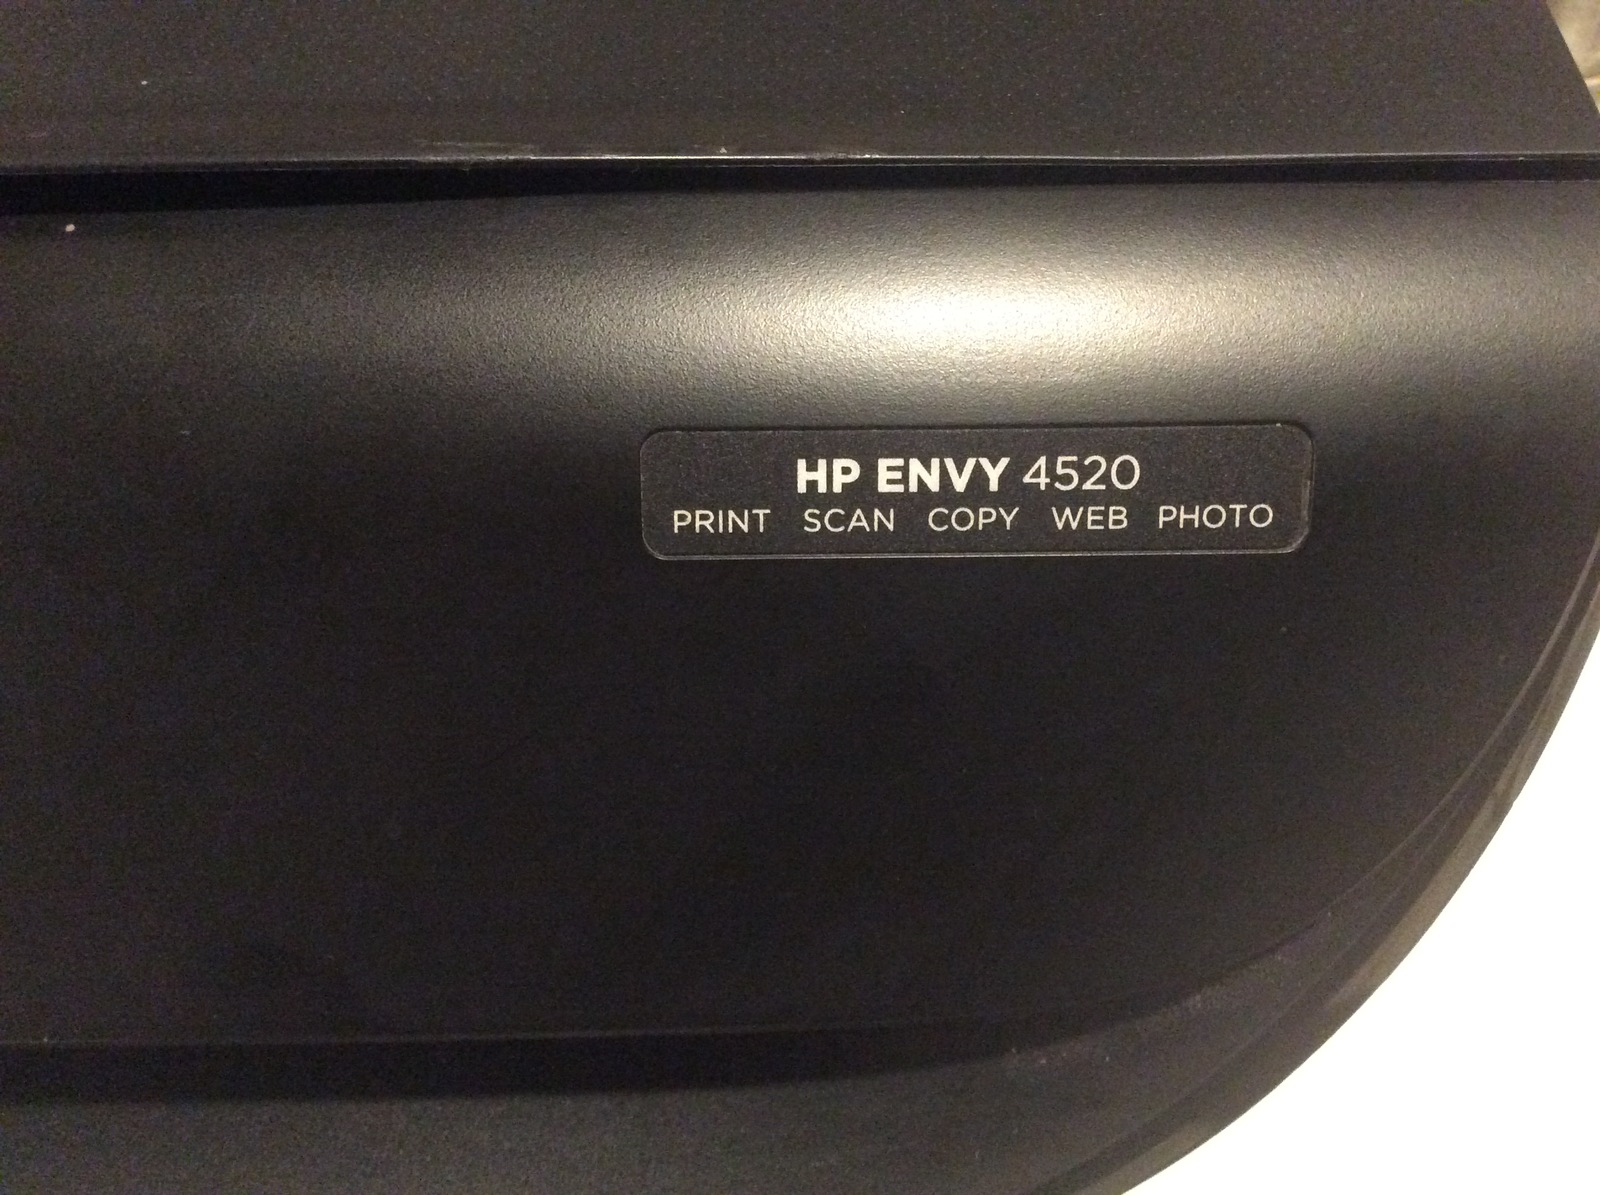 HP ENVY 4520
PRINT SCAN COPY WEB PHOTO